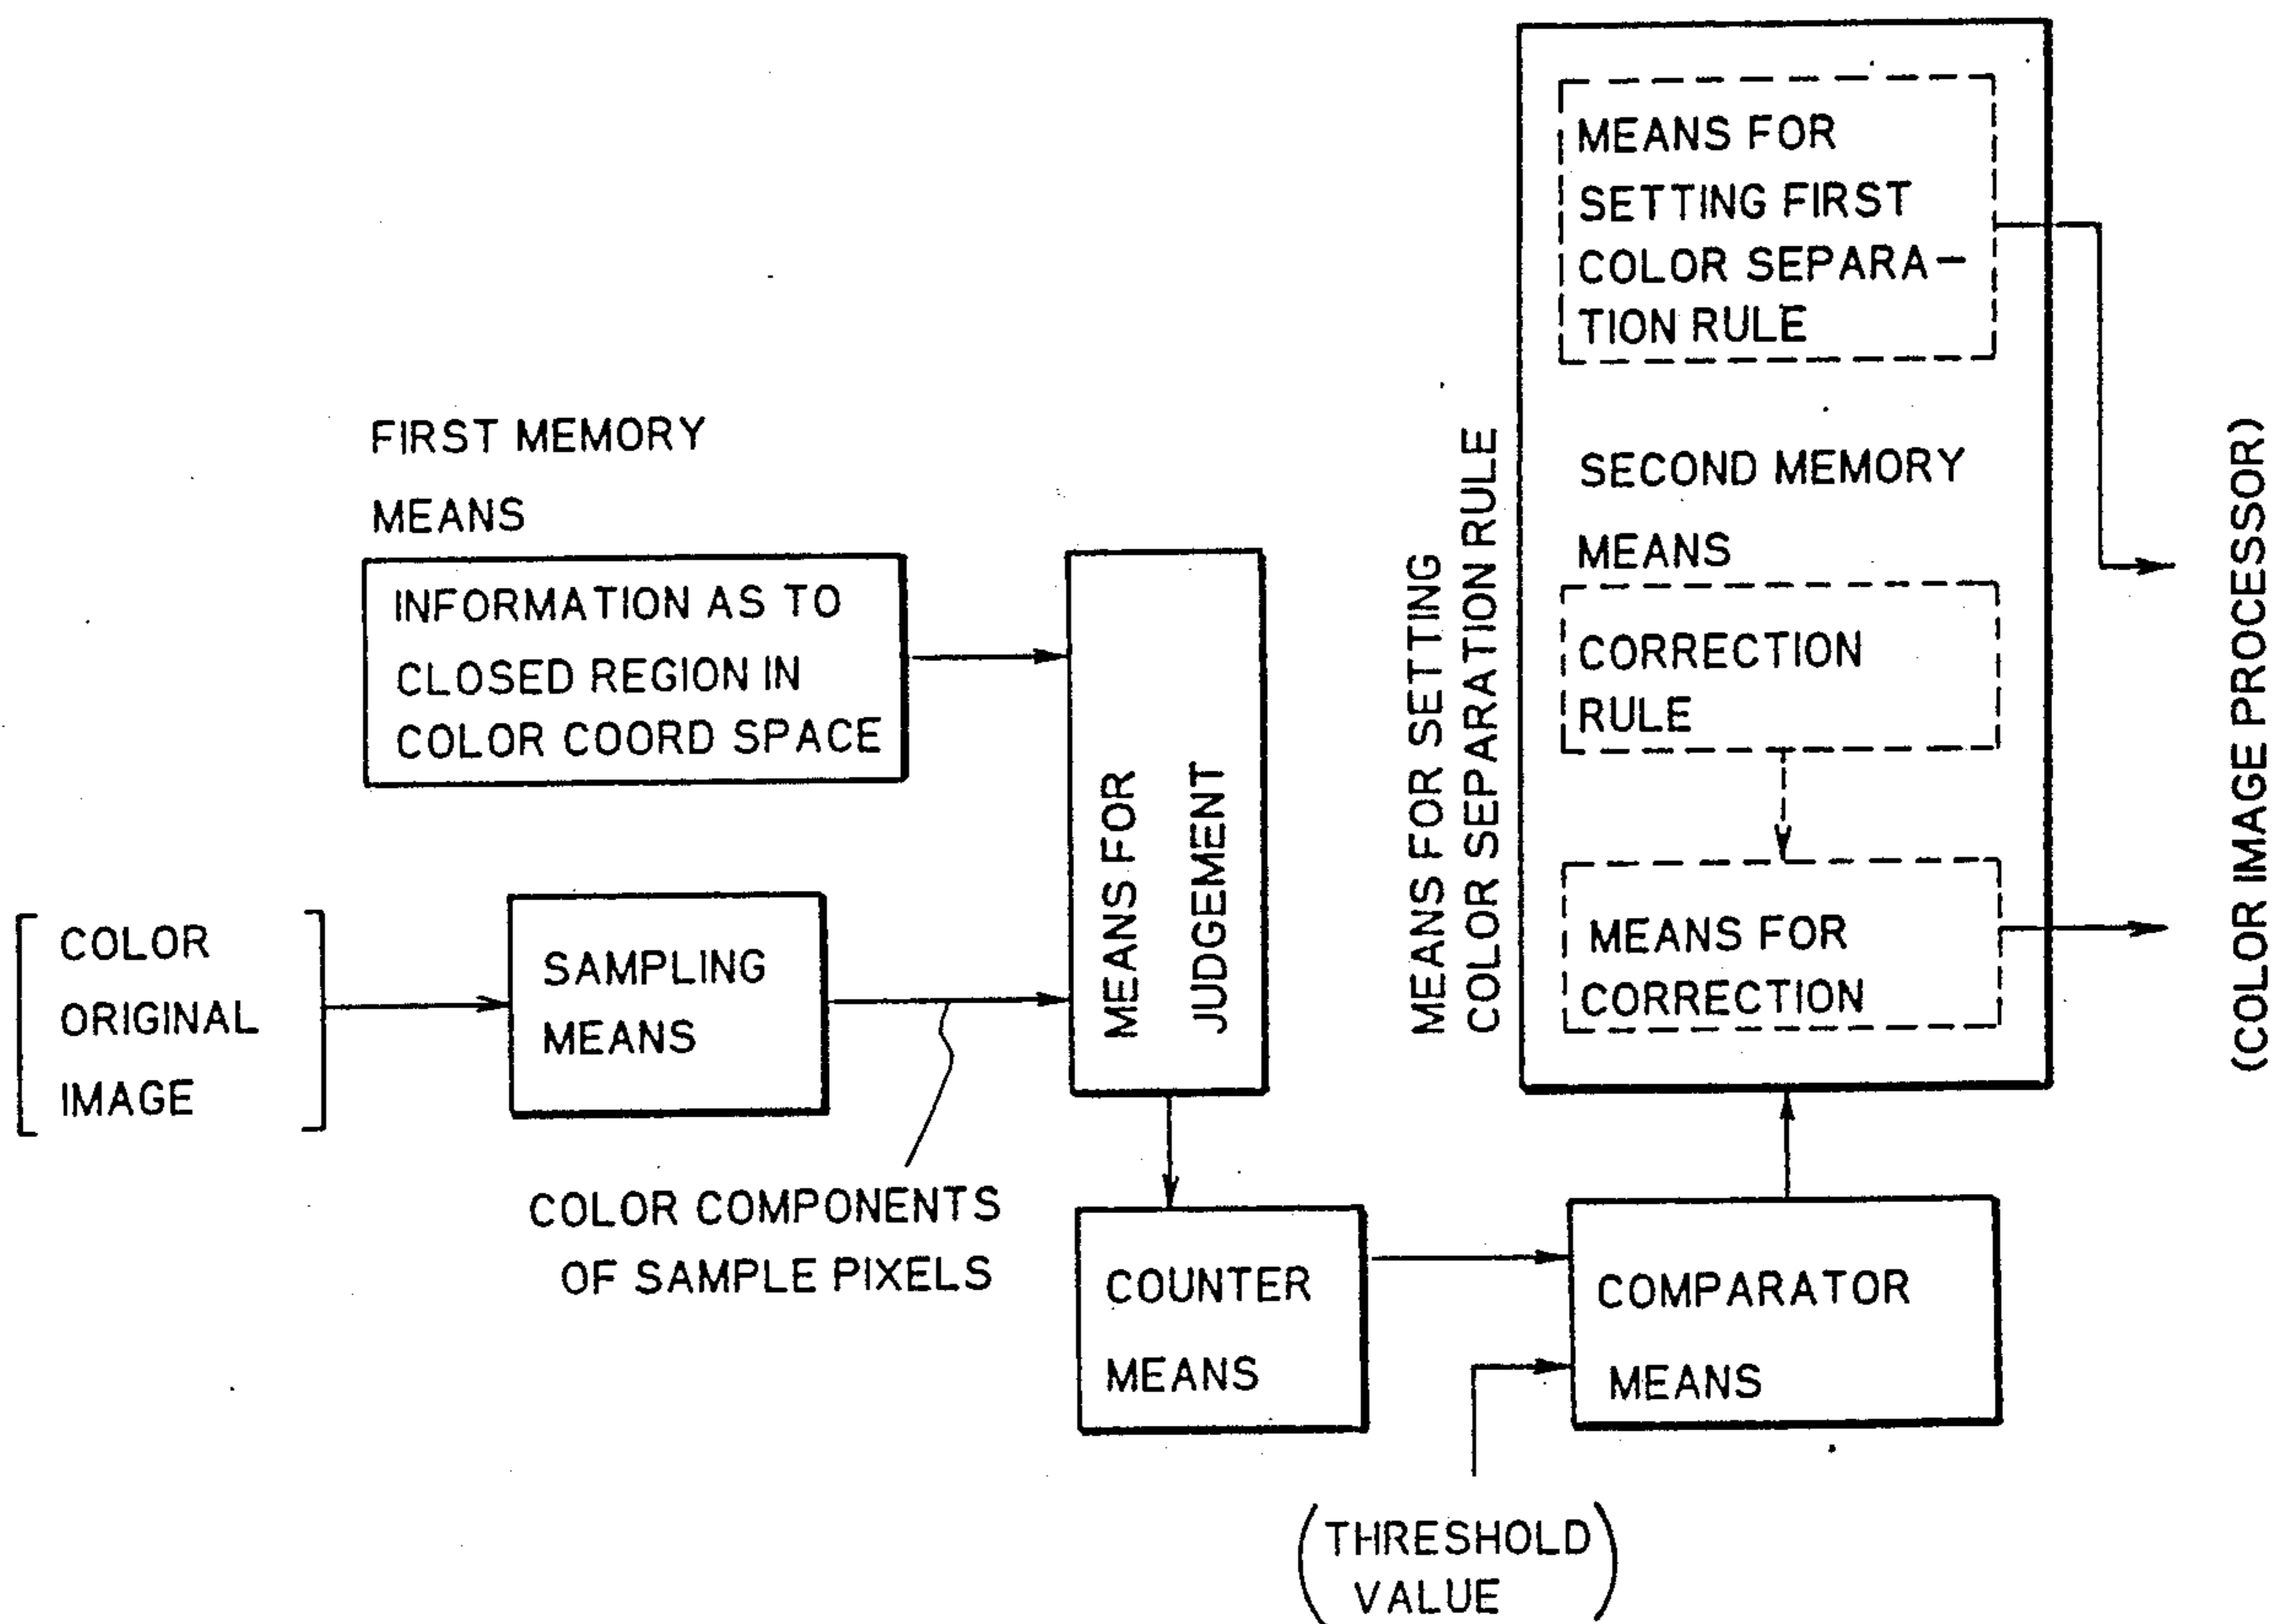 FIRST MEMORY
MEANS
INFORMATION AS TO
CLOSED REGION IN
COLOR COORD SPACE
COLOR
ORIGINAL
IMAGE
SAMPLING
MEANS
COLOR COMPONENTS
OF SAMPLE PIXELS
MEANS FOR
JUDGEMENT
COUNTER
MEANS
COMPARATOR
MEANS
(THRESHOLD
VALUE)
MEANS FOR SETTING
COLOR SEPARATION RULE
MEANS FOR
SETTING FIRST
COLOR SEPARA-
TION RULE
SECOND MEMORY
MEANS
CORRECTION
RULE
MEANS FOR
CORRECTION
(COLOR IMAGE PROCESSOR)